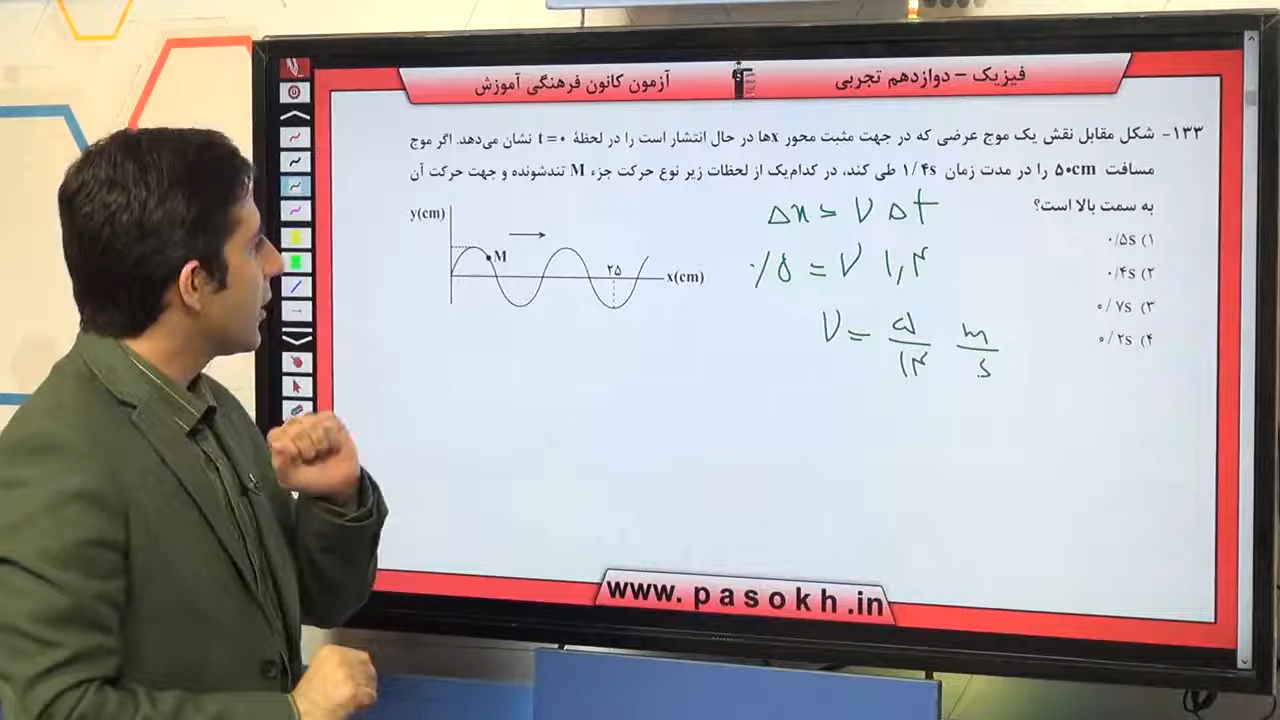 فیزیک – دوازدهم تجربی
آزمون کانون فرهنگی آموزش
۱۳۳- شکل مقابل نقش یک موج عرضی که در جهت مثبت محور xها در حال انتشار است را در لحظهٔ t = ۰ نشان می‌دهد. اگر موج
مسافت ۵۰cm را در مدت زمان ۱/۴s طی کند، در کدام‌یک از لحظات زیر نوع حرکت جزء M تندشونده و جهت حرکت آن
به سمت بالا است؟
۱) ۰/۵s
۲) ۰/۴s
۳) ۰/۷s
۴) ۰/۲s
y(cm)
M
۲۵
x(cm)
Δx = V Δt
۰/۵ = V ۱,۴
V = ۵/۱۴ m/s
www. pasokh.in